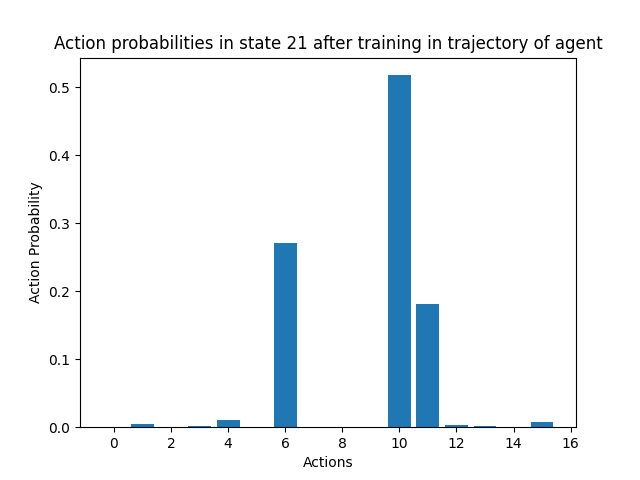 Action probabilities in state 21 after training in trajectory of agent
Action Probability
0.5
0.4
0.3
0.2
0.1
0.0
0 2 4 6 8 10 12 14 16
Actions